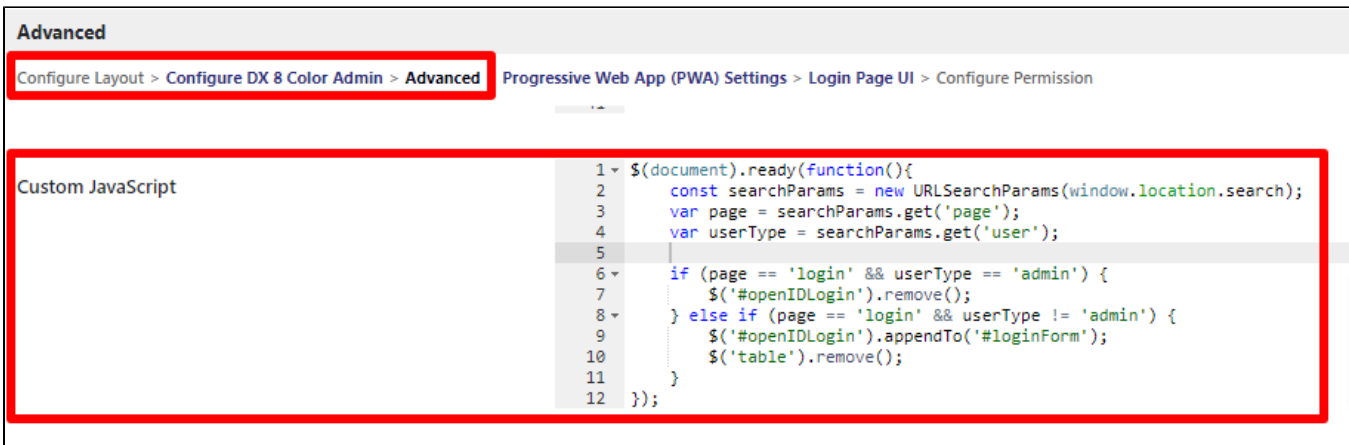 Advanced
Configure Layout > Configure DX 8 Color Admin > Advanced Progressive Web App (PWA) Settings > Login Page UI > Configure Permission
Custom JavaScript
1 $(document).ready(function(){
2 const searchParams = new URLSearchParams(window.location.search);
3 var page = searchParams.get('page');
4 var userType = searchParams.get('user');
5
6 if (page == 'login' && userType == 'admin') {
7 $('#openIDLogin').remove();
8 } else if (page == 'login' && userType != 'admin') {
9 $('#openIDLogin').appendTo('#loginForm');
10 $('table').remove();
11 }
12 });